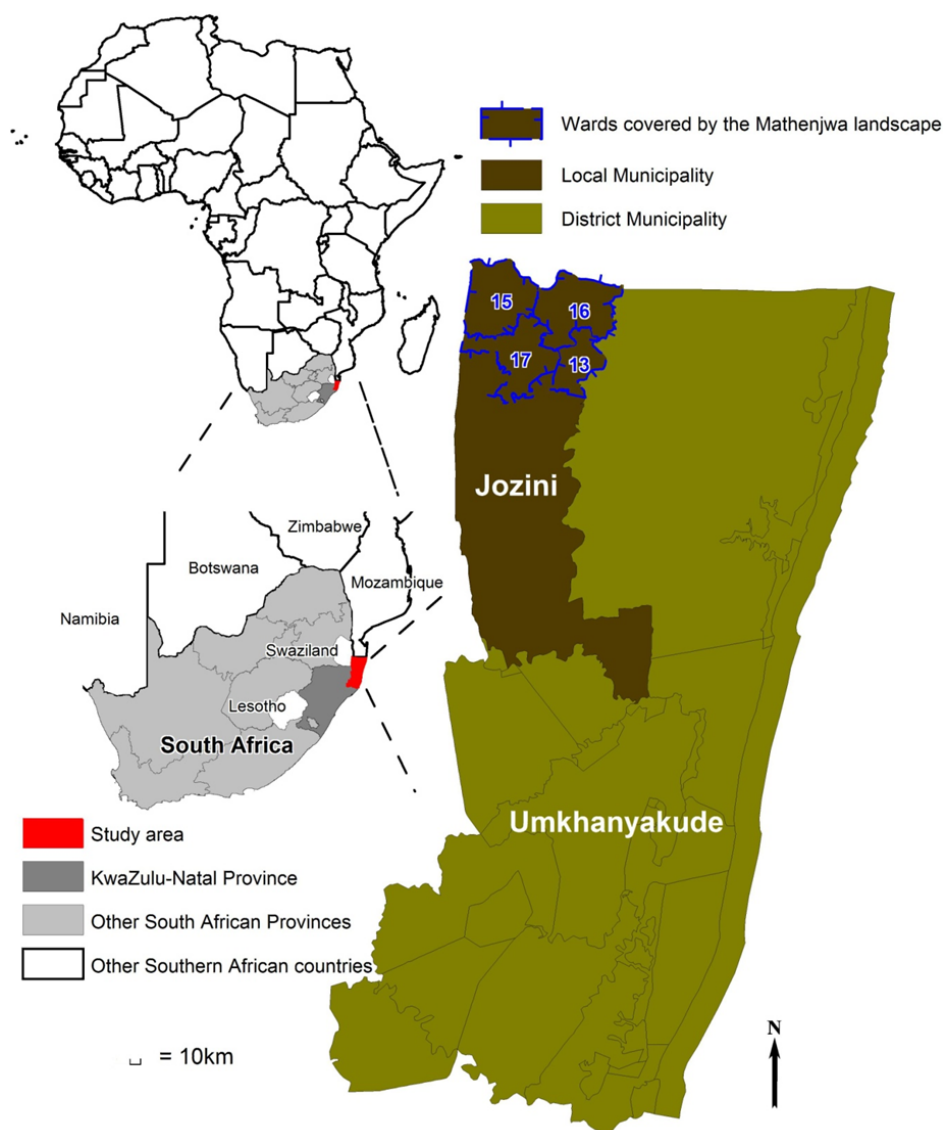 Wards covered by the Mathenjwa landscape
Local Municipality
District Municipality
15
16
17
13
Jozini
Zimbabwe
Botswana
Mozambique
Namibia
Swaziland
Lesotho
South Africa
Umkhanyakude
Study area
KwaZulu-Natal Province
Other South African Provinces
Other Southern African countries
= 10km
N